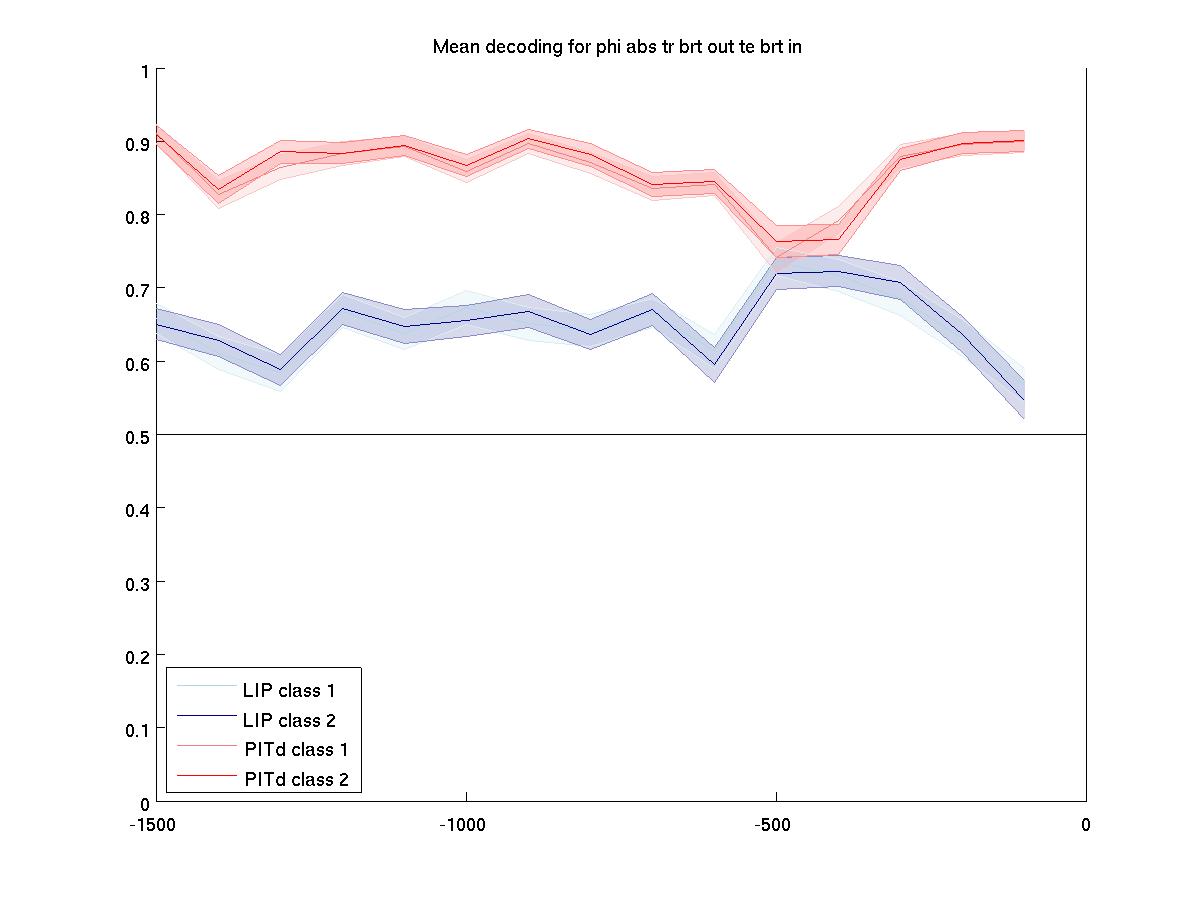 Mean decoding for phi abs tr brt out te brt in
1
0.9
0.8
0.7
0.6
0.5
0.4
0.3
0.2
0.1
0
LIP class 1
LIP class 2
PITd class 1
PITd class 2
-1500 -1000 -500 0